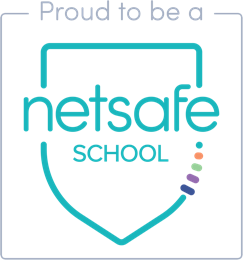 Proud to be a
netsafe
SCHOOL